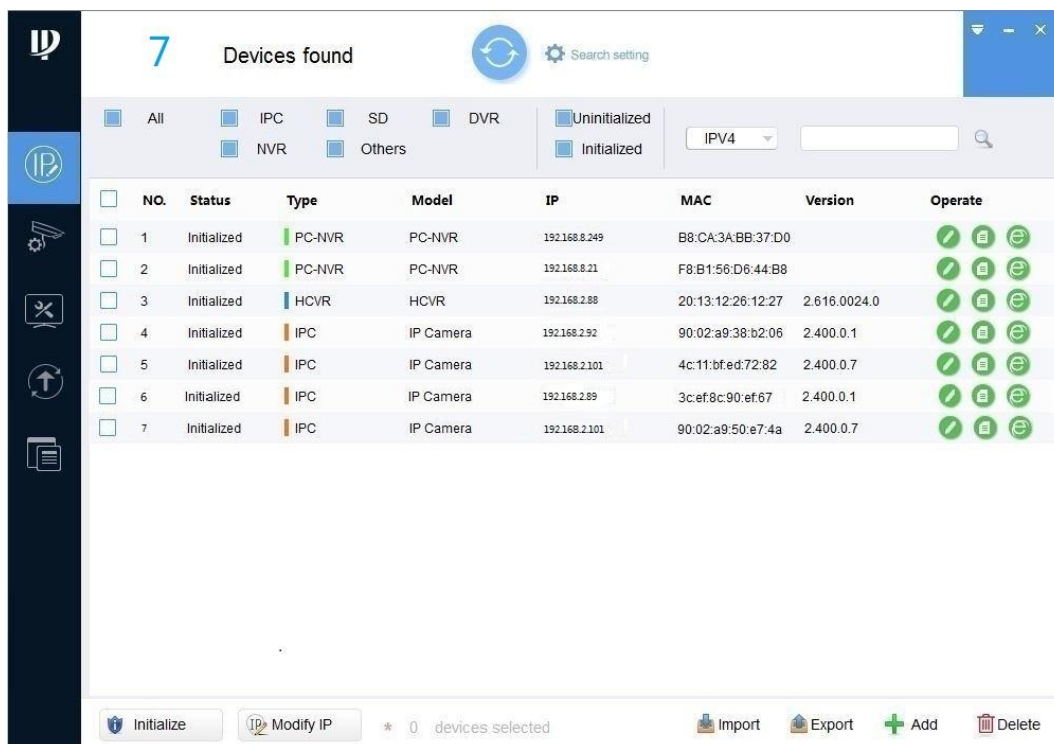 7 Devices found Search setting
All IPC SD DVR Uninitialized
NVR Others Initialized IPV4
NO. Status Type Model IP MAC Version Operate
1 Initialized PC-NVR PC-NVR 192.168.8.249 B8:CA:3A:BB:37:D0
2 Initialized PC-NVR PC-NVR 192.168.8.21 F8:B1:56:D6:44:B8
3 Initialized HCVR HCVR 192.168.2.88 20:13:12:26:12:27 2.616.0024.0
4 Initialized IPC IP Camera 192.168.2.92 90:02:a9:38:b2:06 2.400.0.1
5 Initialized IPC IP Camera 192.168.2.101 4c:11:bf:ed:72:82 2.400.0.7
6 Initialized IPC IP Camera 192.168.2.89 3c:ef:8c:90:ef:67 2.400.0.1
7 Initialized IPC IP Camera 192.168.2.101 90:02:a9:50:e7:4a 2.400.0.7
Initialize IP Modify IP * 0 devices selected Import Export Add Delete